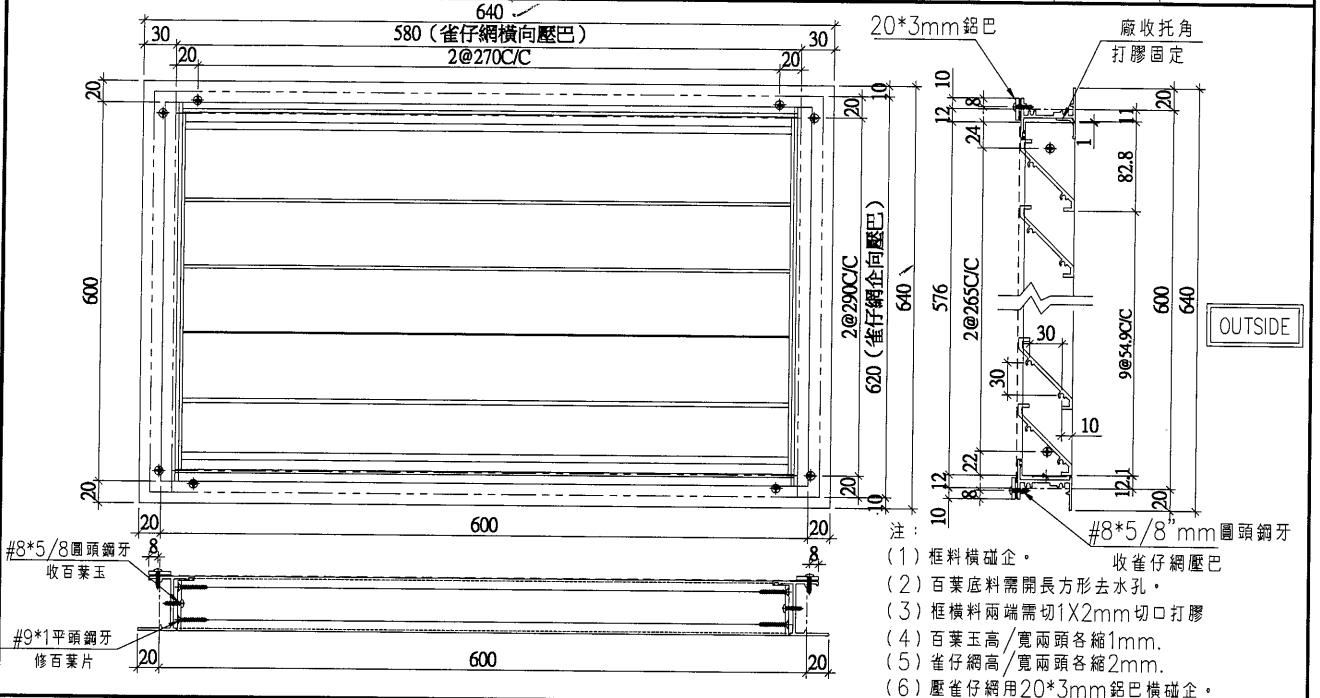 640
30
580 (雀仔網橫向壓巴)
30
20
2@270C/C
20
20
600
20
20
10
2@290C/C
620 (雀仔網企向壓巴)
640
20
10
20
600
20
8
8
#8*5/8圓頭鋼牙
收百葉玉
#9*1平頭鋼牙
修百葉片
20
600
20
20*3mm鋁巴
廠收托角
打膠固定
10
8
12
24
576
2@265C/C
22
12
8
10
30
30
10
1
11
82.8
9@54.9C/C
12.1
20
600
640
20
OUTSIDE
#8*5/8"mm圓頭鋼牙
收雀仔網壓巴
注:
(1) 框料橫碰企。
(2) 百葉底料需開長方形去水孔。
(3) 框橫料兩端需切1X2mm切口打膠
(4) 百葉玉高/寬兩頭各縮1mm.
(5) 雀仔網高/寬兩頭各縮2mm.
(6) 壓雀仔網用20*3mm鋁巴橫碰企。